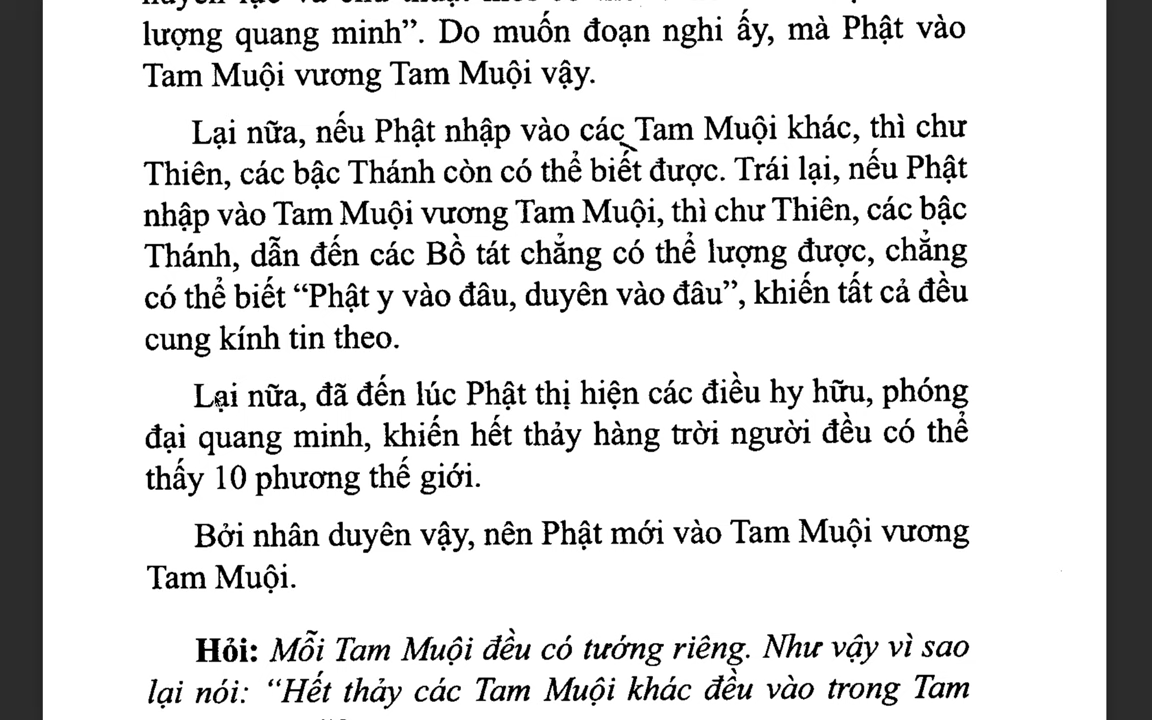 lượng quang minh”. Do muốn đoạn nghi ấy, mà Phật vào
Tam Muội vương Tam Muội vậy.
Lại nữa, nếu Phật nhập vào các Tam Muội khác, thì chư
Thiên, các bậc Thánh còn có thể biết được. Trái lại, nếu Phật
nhập vào Tam Muội vương Tam Muội, thì chư Thiên, các bậc
Thánh, dẫn đến các Bồ tát chẳng có thể lượng được, chẳng
có thể biết “Phật y vào đâu, duyên vào đâu”, khiến tất cả đều
cung kính tin theo.
Lại nữa, đã đến lúc Phật thị hiện các điều hy hữu, phóng
đại quang minh, khiến hết thảy hàng trời người đều có thể
thấy 10 phương thế giới.
Bởi nhân duyên vậy, nên Phật mới vào Tam Muội vương
Tam Muội.
Hỏi: Mỗi Tam Muội đều có tướng riêng. Như vậy vì sao
lại nói: “Hết thảy các Tam Muội khác đều vào trong Tam